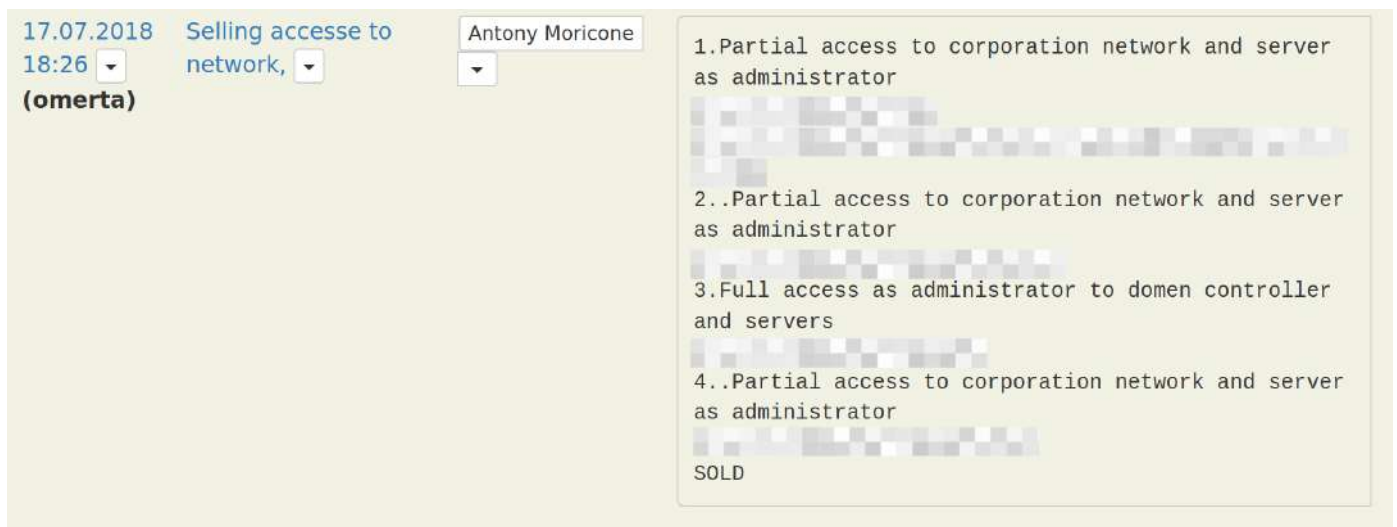 17.07.2018
18:26
(omerta)
Selling accesse to
network,
Antony Moricone
1.Partial access to corporation network and server
as administrator
2..Partial access to corporation network and server
as administrator
3.Full access as administrator to domen controller
and servers
4..Partial access to corporation network and server
as administrator
SOLD